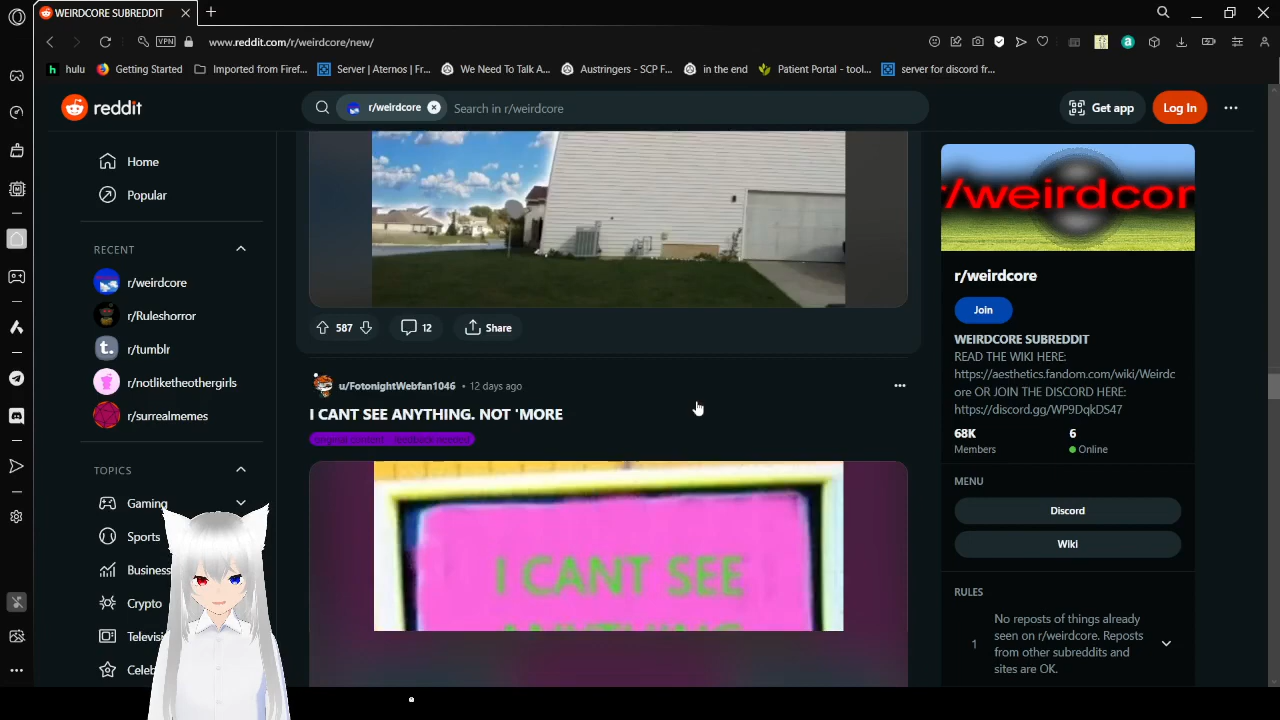 WEIRDCORE SUBREDDIT
VPN
www.reddit.com/r/weirdcore/new/
hulu
Getting Started
Imported from Firef...
Server | Aternos | Fr...
We Need To Talk A...
Austringers - SCP F...
in the end
Patient Portal - tool...
server for discord fr...
reddit
r/weirdcore
Search in r/weirdcore
Get app
Log In
Home
Popular
RECENT
r/weirdcore
r/Ruleshorror
r/tumblr
r/notliketheothergirls
r/surrealmemes
TOPICS
Gaming
Sports
Business
Crypto
Televisi
Celeb
587
12
Share
u/FotonightWebfan1046 • 12 days ago
I CANT SEE ANYTHING. NOT 'MORE
original content - feedback needed
I CANT SEE
ANYTHING
r/weirdcor
r/weirdcore
Join
WEIRDCORE SUBREDDIT
READ THE WIKI HERE:
https://aesthetics.fandom.com/wiki/Weirdc
ore OR JOIN THE DISCORD HERE:
https://discord.gg/WP9DqkDS47
68K
Members
6
Online
MENU
Discord
Wiki
RULES
1
No reposts of things already
seen on r/weirdcore. Reposts
from other subreddits and
sites are OK.